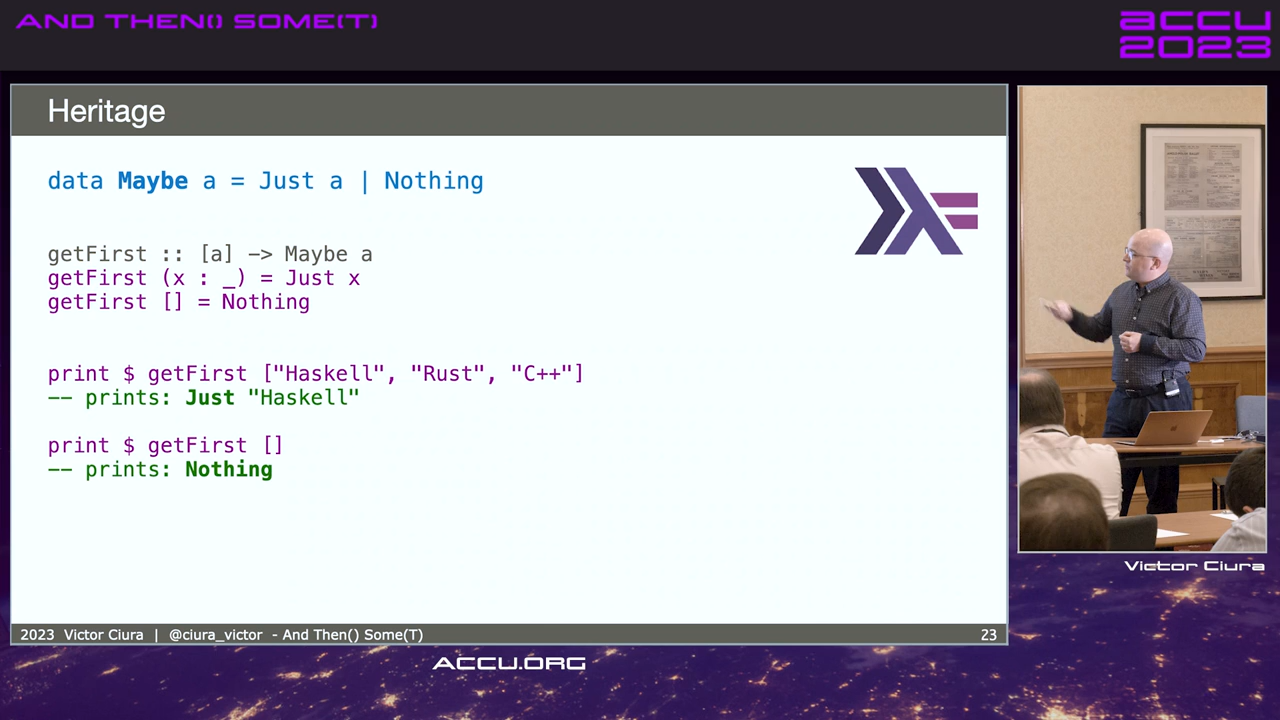 AND THEN() SOME(T)
ACCU
2023
Heritage
data Maybe a = Just a | Nothing
getFirst :: [a] -> Maybe a
getFirst (x : _) = Just x
getFirst [] = Nothing
print $ getFirst ["Haskell", "Rust", "C++"]
-- prints: Just "Haskell"
print $ getFirst []
-- prints: Nothing
2023 Victor Ciura | @ciura_victor - And Then() Some(T)
23
Victor Ciura
ACCU.ORG